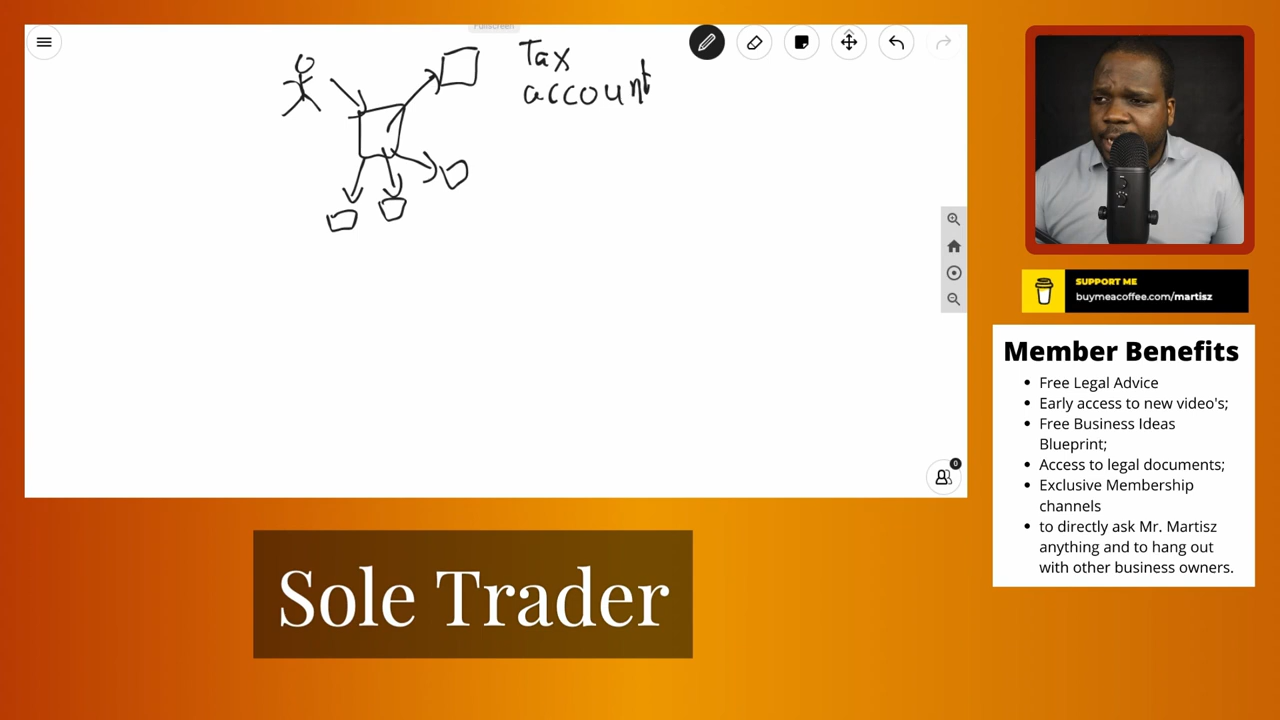 Fullscreen
Tax
account
0
SUPPORT ME
buymeacoffee.com/martisz
Member Benefits
• Free Legal Advice
• Early access to new video's;
• Free Business Ideas
Blueprint;
• Access to legal documents;
• Exclusive Membership
channels
• to directly ask Mr. Martisz
anything and to hang out
with other business owners.
Sole Trader